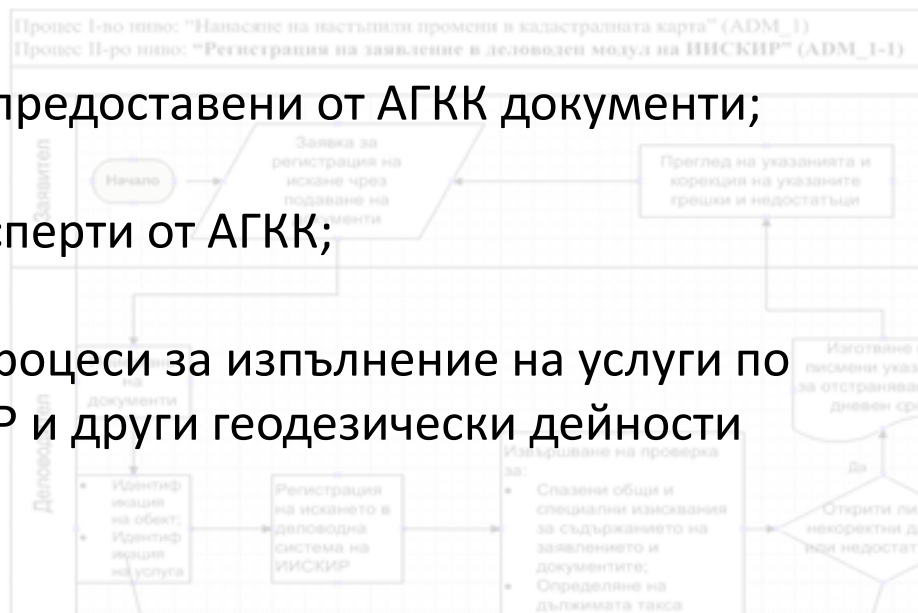 Процес I-во ниво: “Нанасяне на настъпили промени в кадастралната карта” (ADM_1)
Процес II-ро ниво: “Регистрация на заявление в деловоден модул на ИИСКИР” (ADM_1-1)
предоставени от АГКК документи;
Заявител
Начало
Заявка за
регистрация на
искане чрез
подаване на
документи
Преглед на указанията и
корекция на указаните
грешки и недостатъци
сперти от АГКК;
роцеси за изпълнение на услуги по
Р и други геодезически дейности
на
документи
Изготвяне
писмени указ
за отстраняван
дневен ср
Деловодител
• Идентиф
икация
на обект;
• Идентиф
икация
на услуга
Регистрация
на искането в
деловодна
система на
ИИСКИР
Извършване на проверка
за:
• Спазени общи и
специални изисквания
за съдържанието на
заявлението и
документите;
• Определяне на
дължимата такса
Да
Открити ли
некоректни д
или недостат